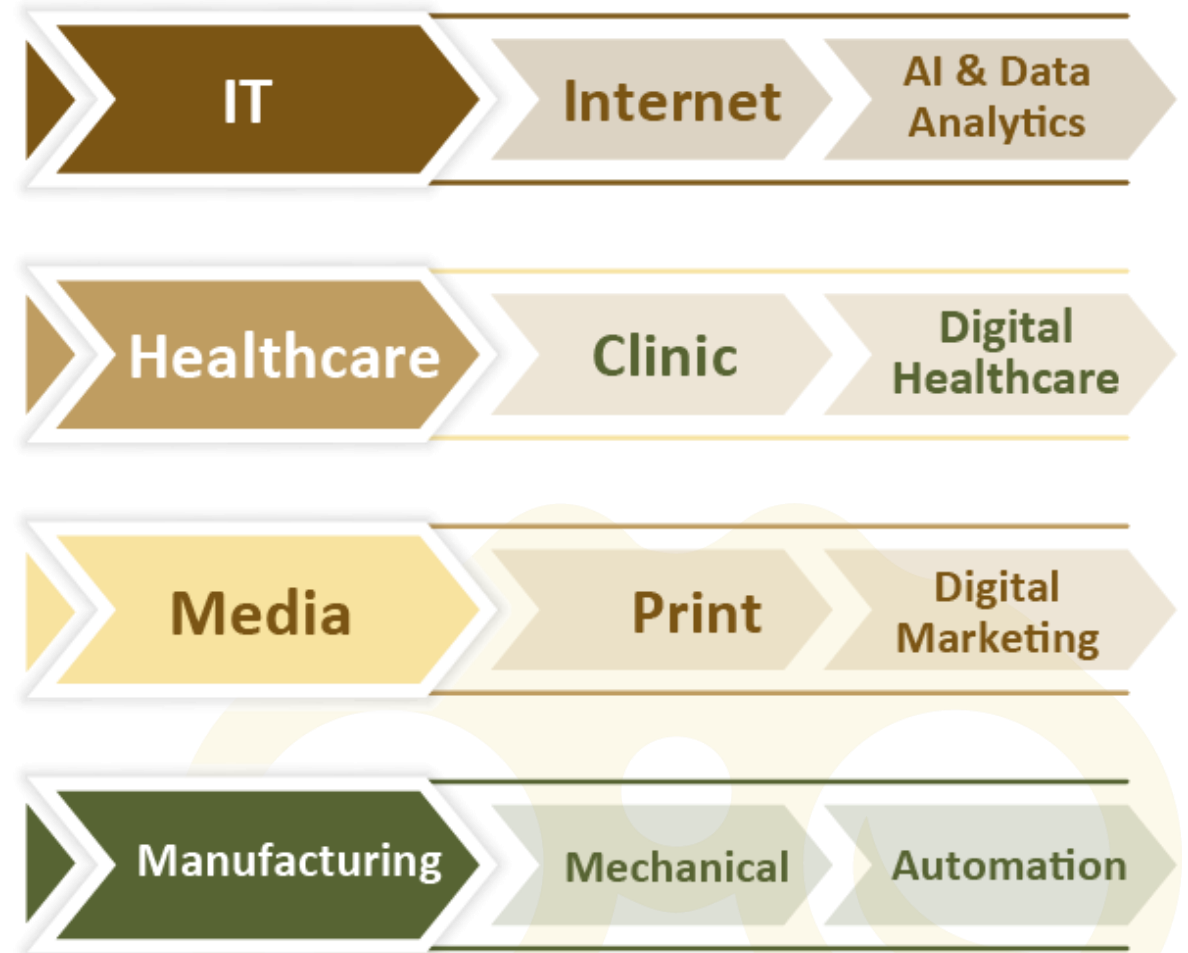 IT
Internet
AI & Data
Analytics
Healthcare
Clinic
Digital
Healthcare
Media
Print
Digital
Marketing
Manufacturing
Mechanical
Automation